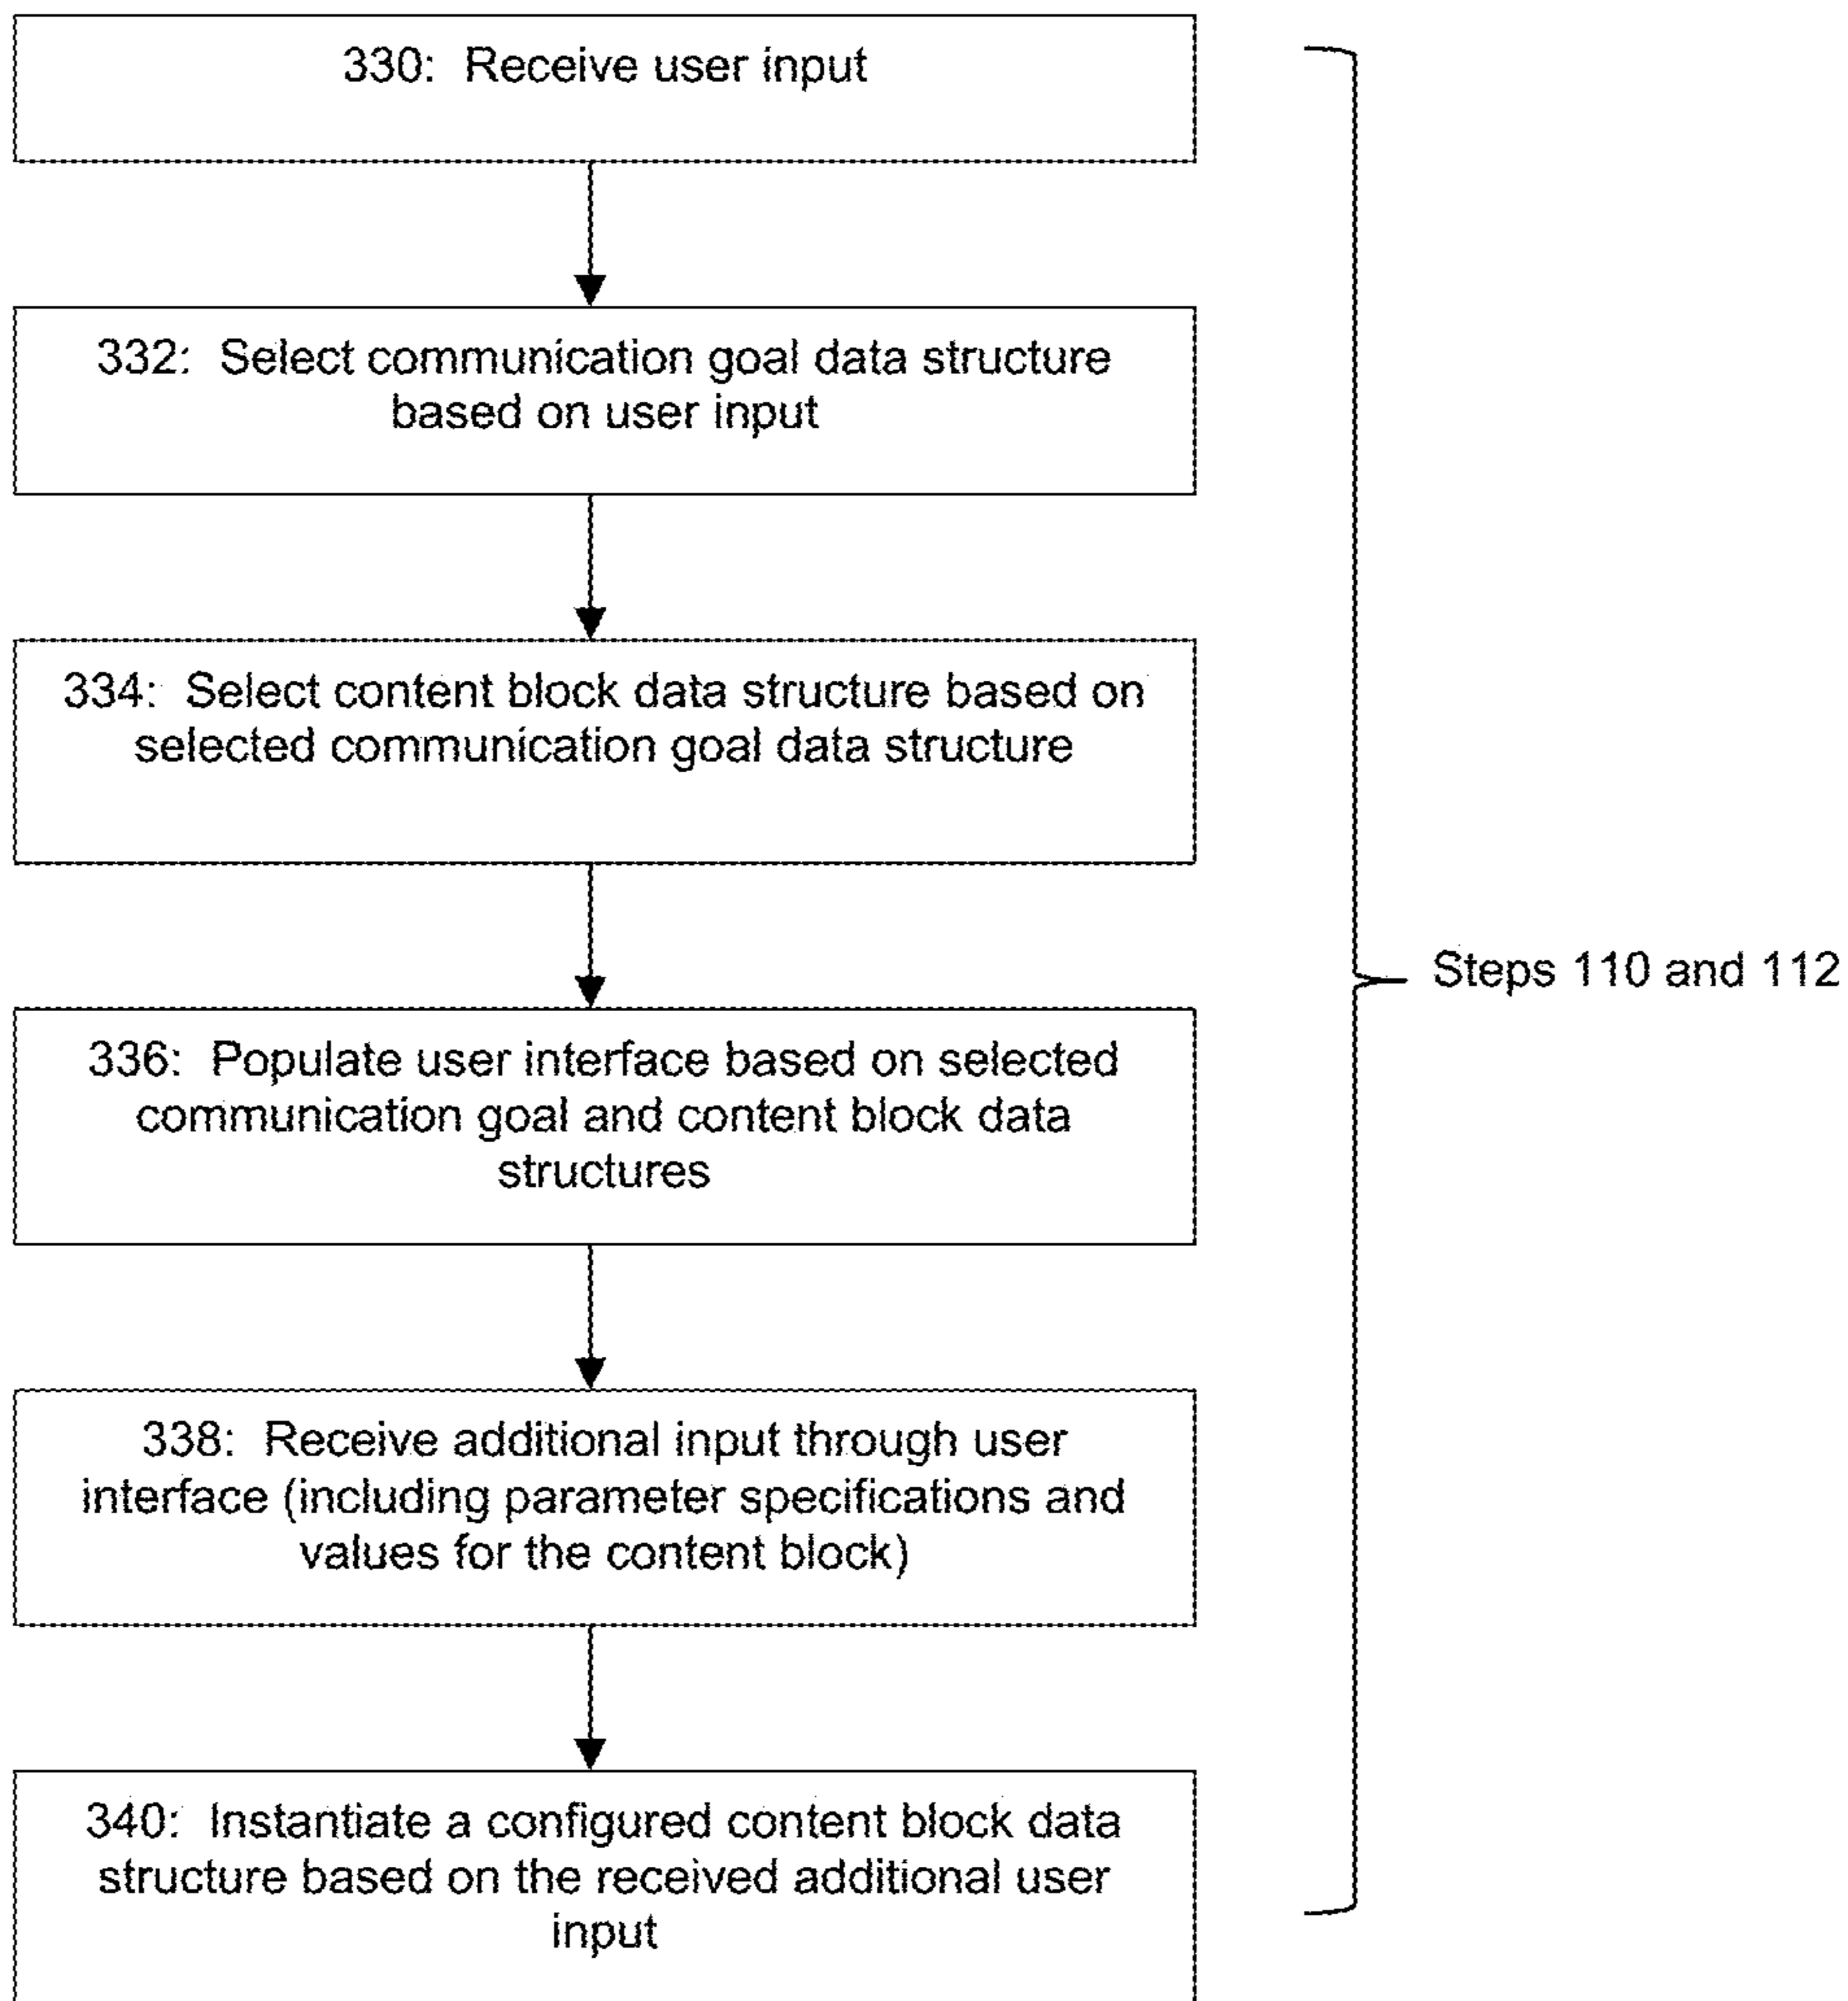 330: Receive user input
332: Select communication goal data structure
based on user input
334: Select content block data structure based on
selected communication goal data structure
336: Populate user interface based on selected
communication goal and content block data
structures
Steps 110 and 112
338: Receive additional input through user
interface (including parameter specifications and
values for the content block)
340: Instantiate a configured content block data
structure based on the received additional user
input